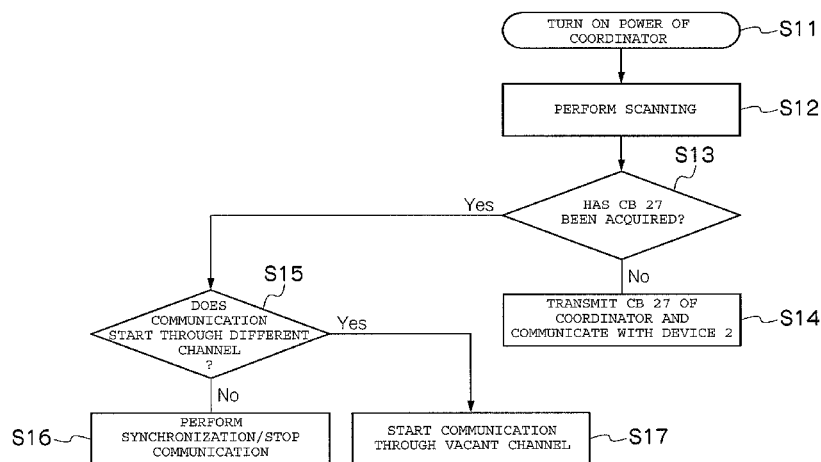 TURN ON POWER OF
COORDINATOR
S11
PERFORM SCANNING
S12
S13
HAS CB 27
BEEN ACQUIRED?
Yes
No
TRANSMIT CB 27 OF
COORDINATOR AND
COMMUNICATE WITH DEVICE 2
S14
S15
DOES
COMMUNICATION
START THROUGH DIFFERENT
CHANNEL
?
Yes
No
PERFORM
SYNCHRONIZATION/STOP
COMMUNICATION
S16
START COMMUNICATION
THROUGH VACANT CHANNEL
S17